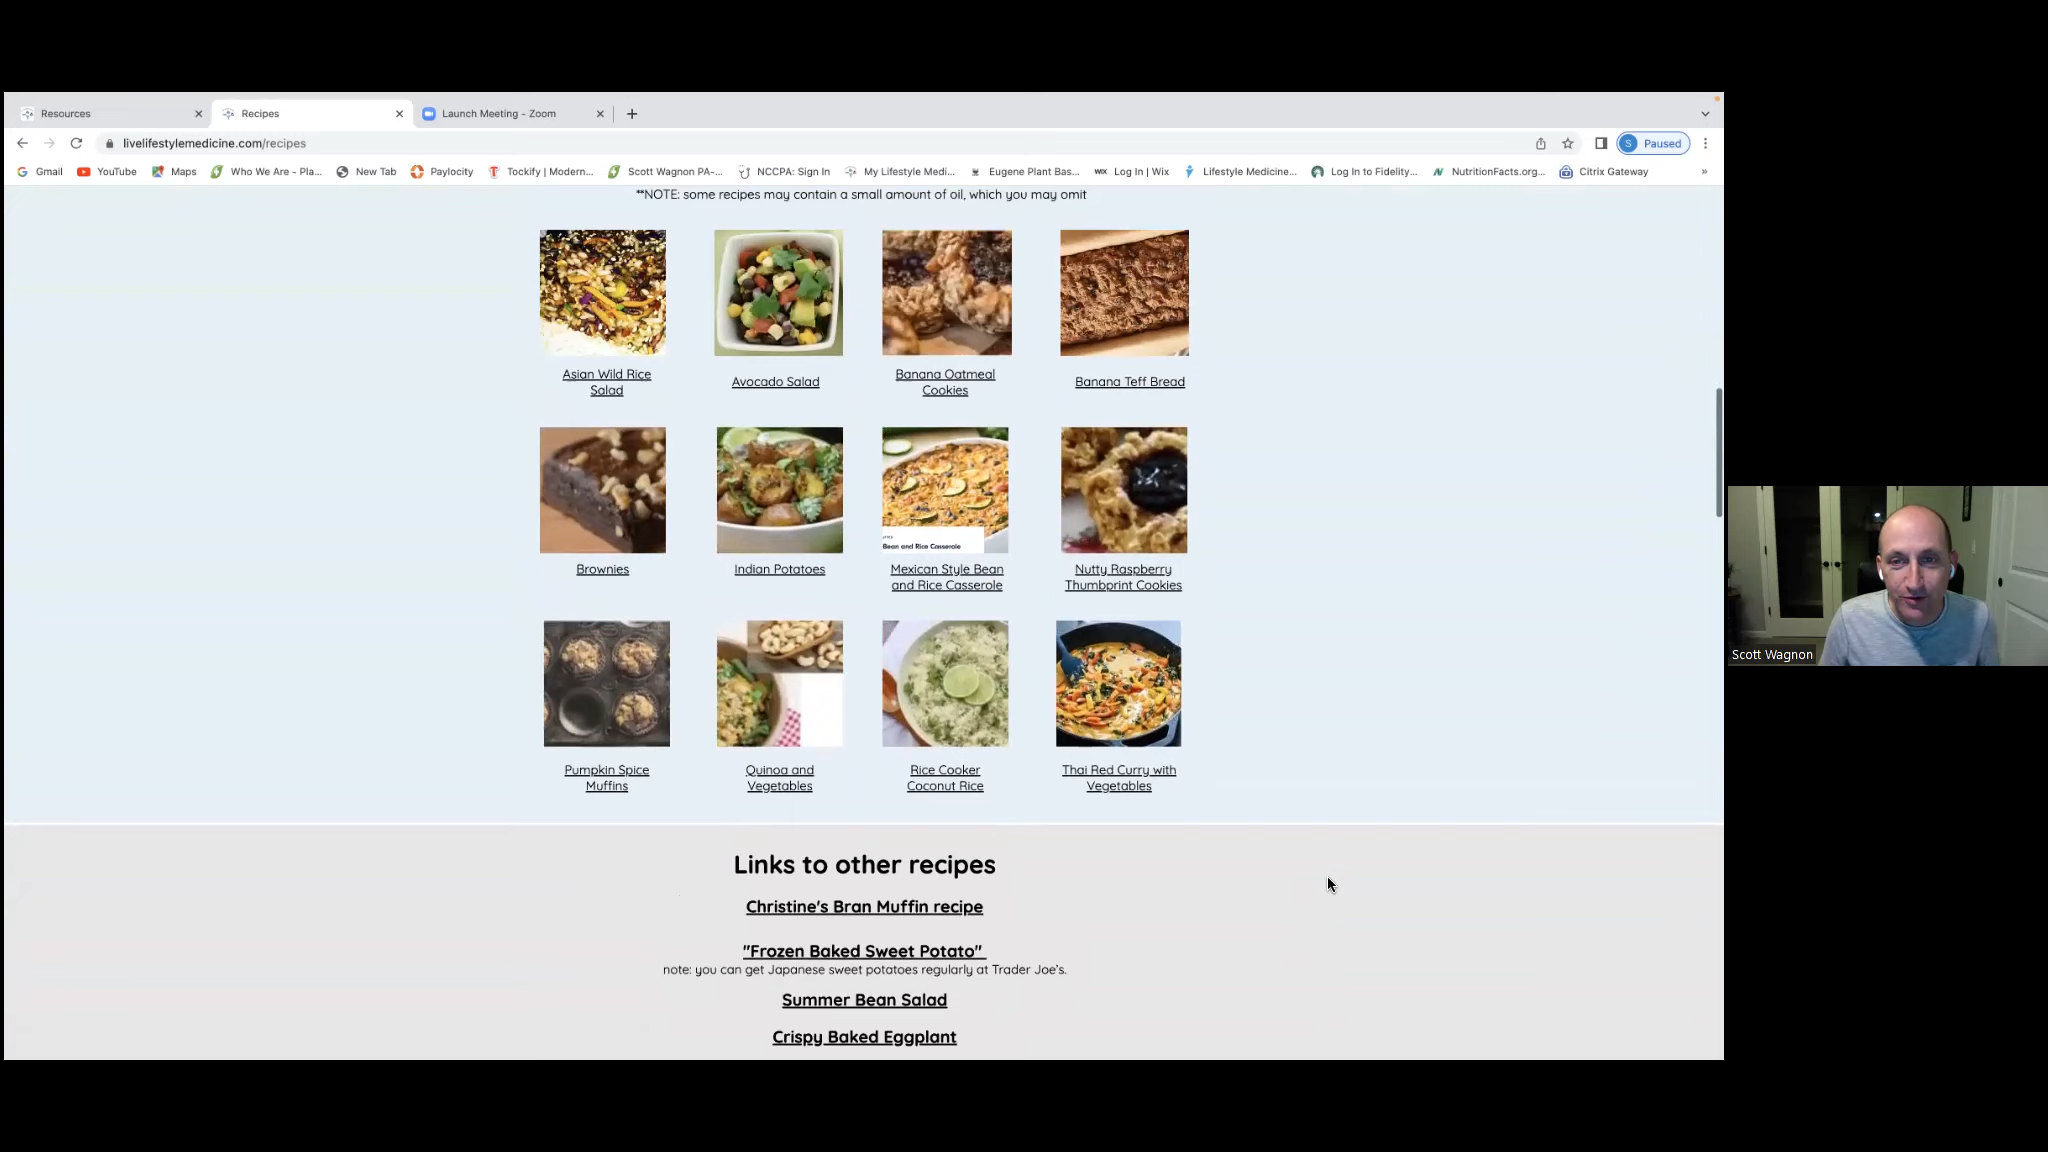 Resources
Recipes
Launch Meeting - Zoom
livelifestylemedicine.com/recipes
S Paused
Gmail YouTube Maps Who We Are - Pla... New Tab Paylocity Tockify | Modern... Scott Wagnon PA-... NCCPA: Sign In My Lifestyle Medi... Eugene Plant Bas... WIX Log In | Wix Lifestyle Medicine... Log In to Fidelity... NutritionFacts.org... Citrix Gateway »
**NOTE: some recipes may contain a small amount of oil, which you may omit
Asian Wild Rice
Salad
Avocado Salad
Banana Oatmeal
Cookies
Banana Teff Bread
Bean and Rice Casserole
Brownies
Indian Potatoes
Mexican Style Bean
and Rice Casserole
Nutty Raspberry
Thumbprint Cookies
Pumpkin Spice
Muffins
Quinoa and
Vegetables
Rice Cooker
Coconut Rice
Thai Red Curry with
Vegetables
Links to other recipes
Christine's Bran Muffin recipe
"Frozen Baked Sweet Potato"
note: you can get Japanese sweet potatoes regularly at Trader Joe's.
Summer Bean Salad
Crispy Baked Eggplant
Scott Wagnon